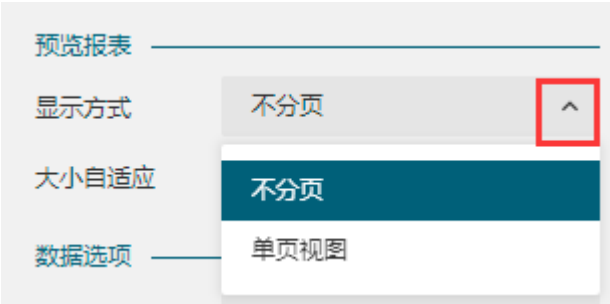 预览报表
显示方式 不分页
大小自适应
不分页
数据选项
单页视图